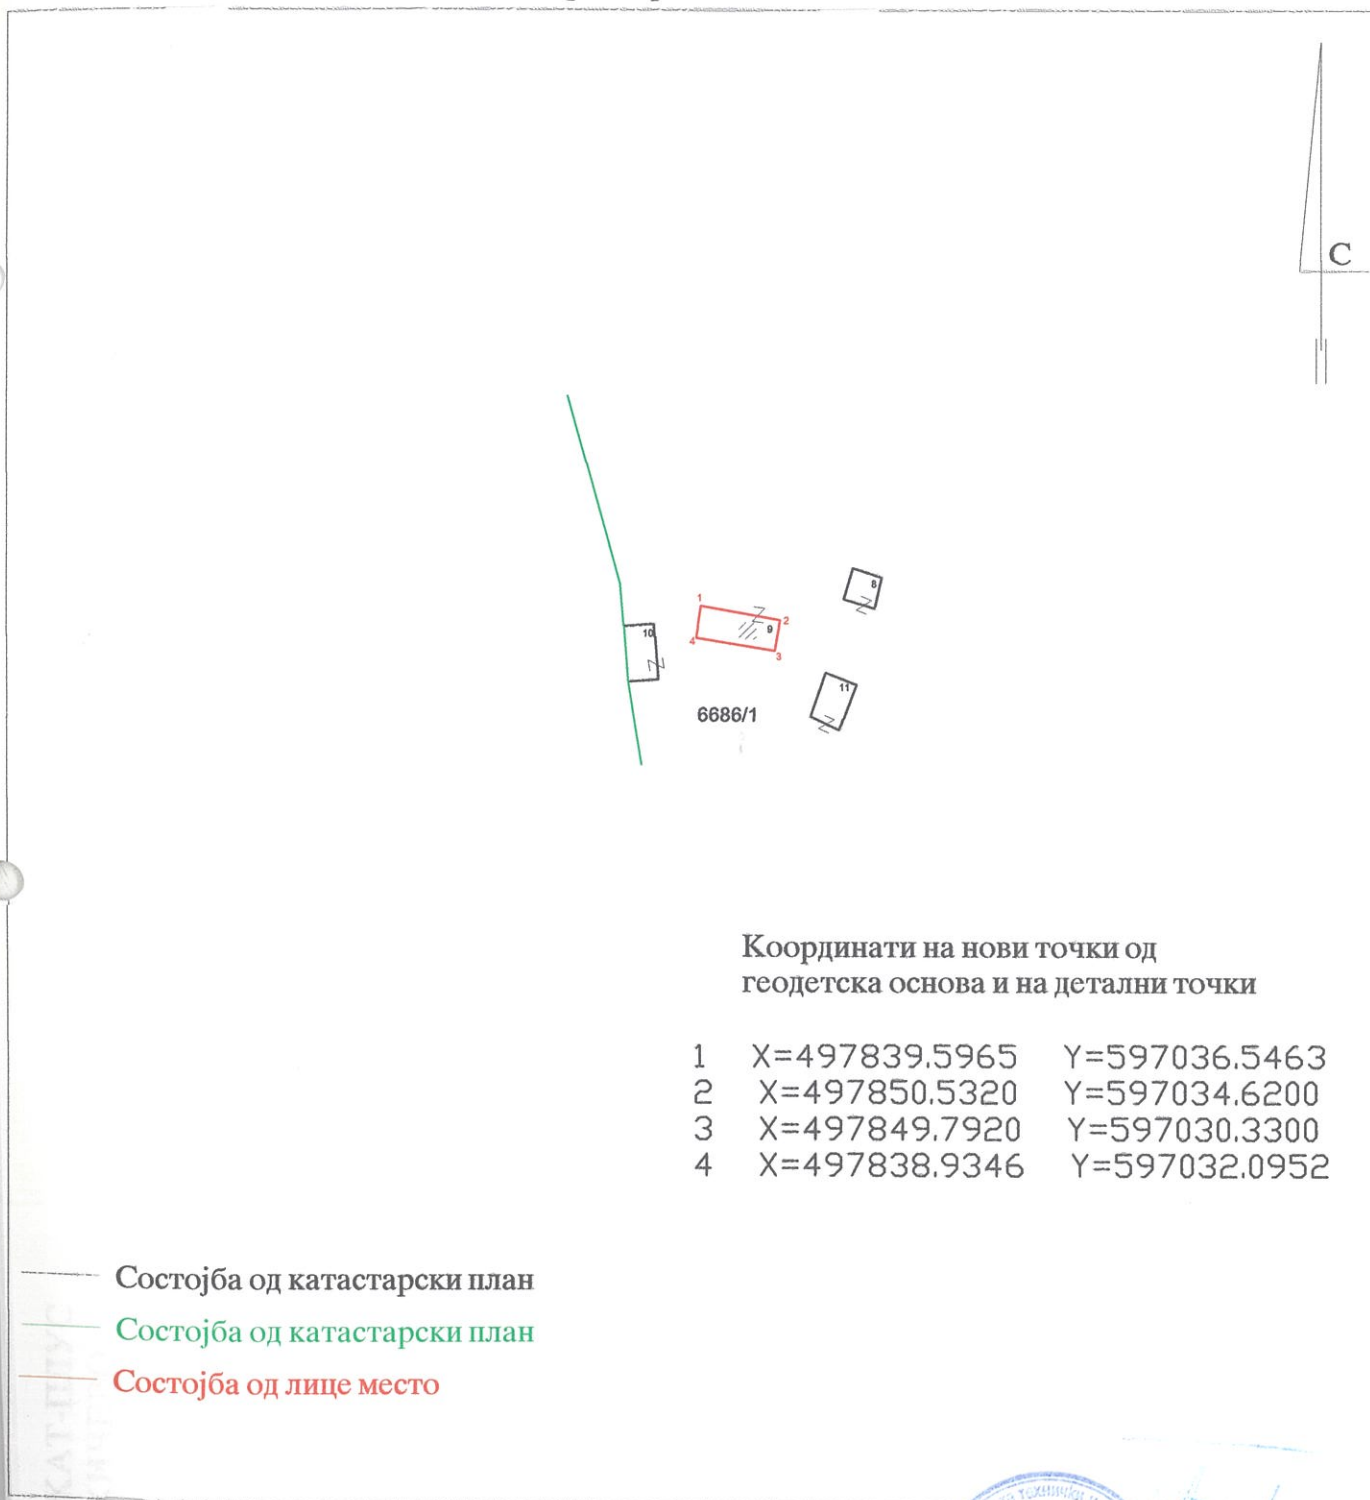 С
1
2
8
9
10
4
3
11
6686/1
Координати на нови точки од
геодетска основа и на детални точки
1 X=497839.5965 Y=597036.5463
2 X=497850.5320 Y=597034.6200
3 X=497849.7920 Y=597030.3300
4 X=497838.9346 Y=597032.0952
Состојба од катастарски план
Состојба од катастарски план
Состојба од лице место